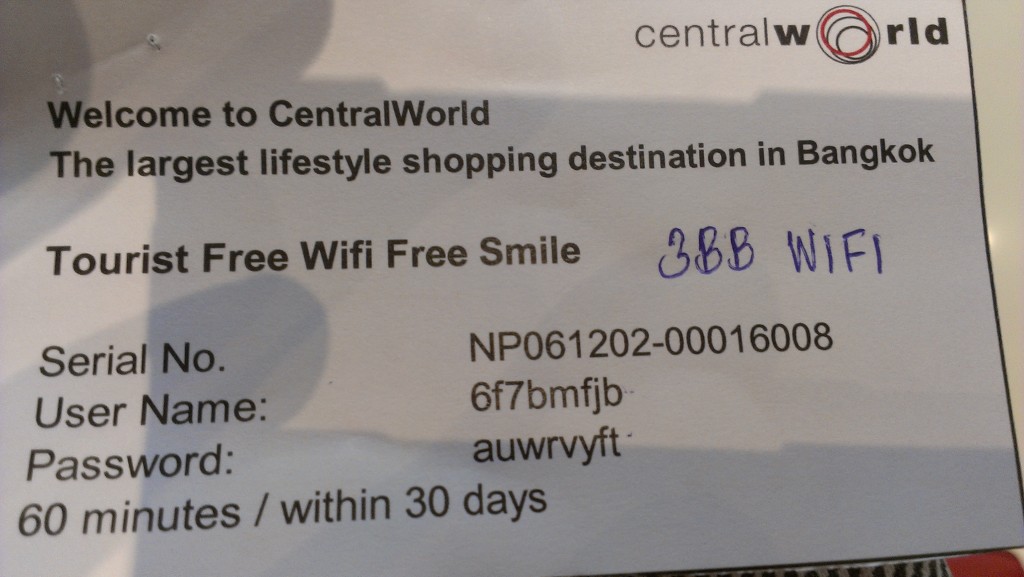 centralworld
Welcome to CentralWorld
The largest lifestyle shopping destination in Bangkok
Tourist Free Wifi Free Smile 3BB WIFI
Serial No. NP061202-00016008
User Name: 6f7bmfjb
Password: auwrvyft
60 minutes / within 30 days